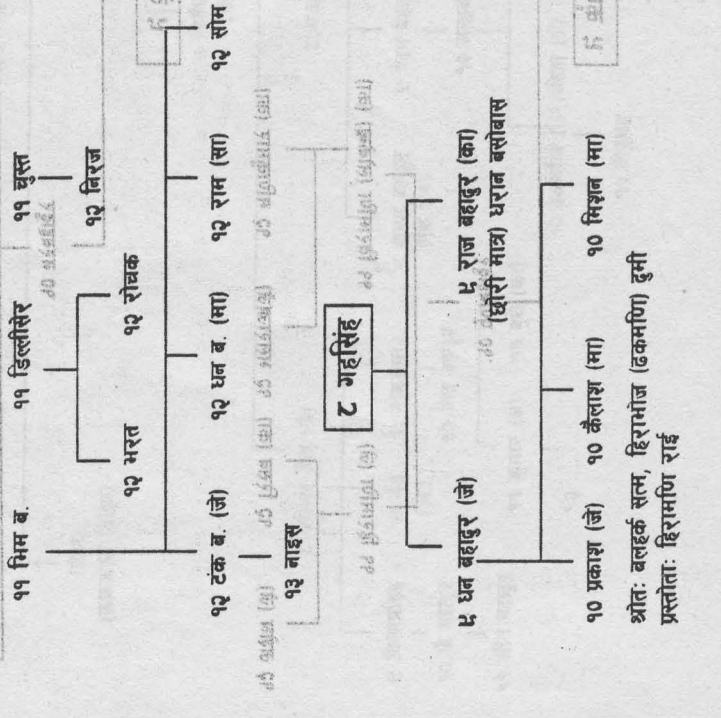 ११ भिम ब.
११ डिल्लीसेर
११ चुस्त
१२ भरत
१२ रोचक
१२ निरज
१२ टंक ब. (जे)
१२ धन ब. (मा)
१२ राम (सा)
१२ सोम
१३ नाइस
८ गहसिंह
९ धन बहादुर (जे)
९ राज बहादुर (का)
(छोरी मात्र) धरान बसोबास
१० प्रकाश (जे)
१० कैलाश (मा)
१० मिशन (मा)
श्रोतः बलहर्क सत्म, हिराभोज (ढकमणि) दुमी
प्रस्तोताः हिरामणि राई